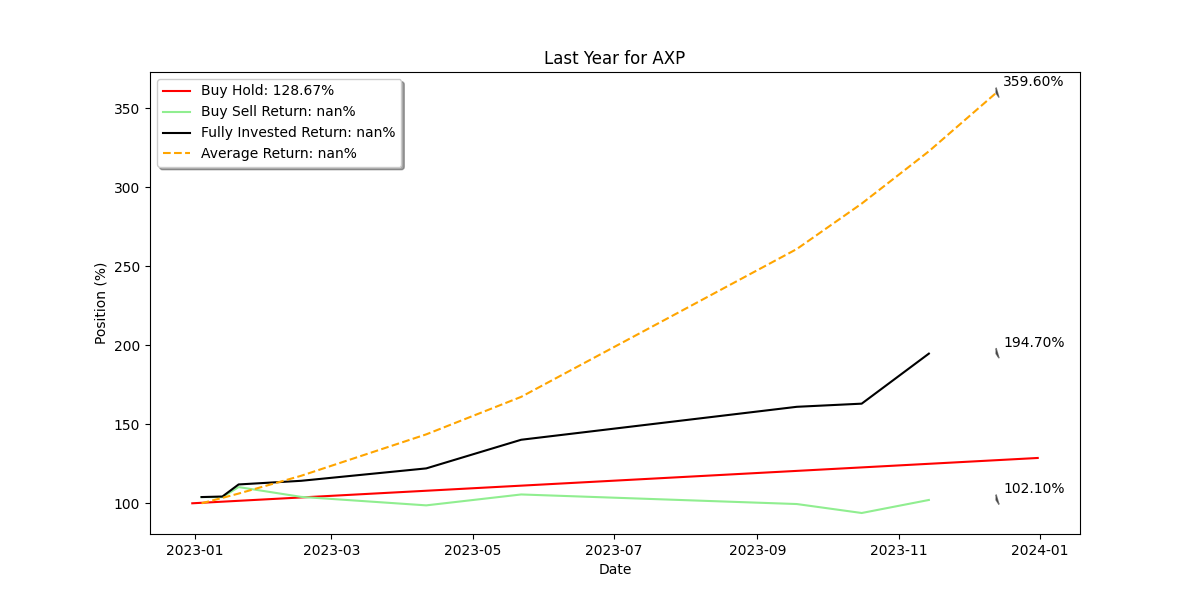 Last Year for AXP
Buy Hold: 128.67%
Buy Sell Return: nan%
Fully Invested Return: nan%
Average Return: nan%
359.60%
194.70%
102.10%
Position (%)
350
300
250
200
150
100
2023-01
2023-03
2023-05
2023-07
2023-09
2023-11
2024-01
Date